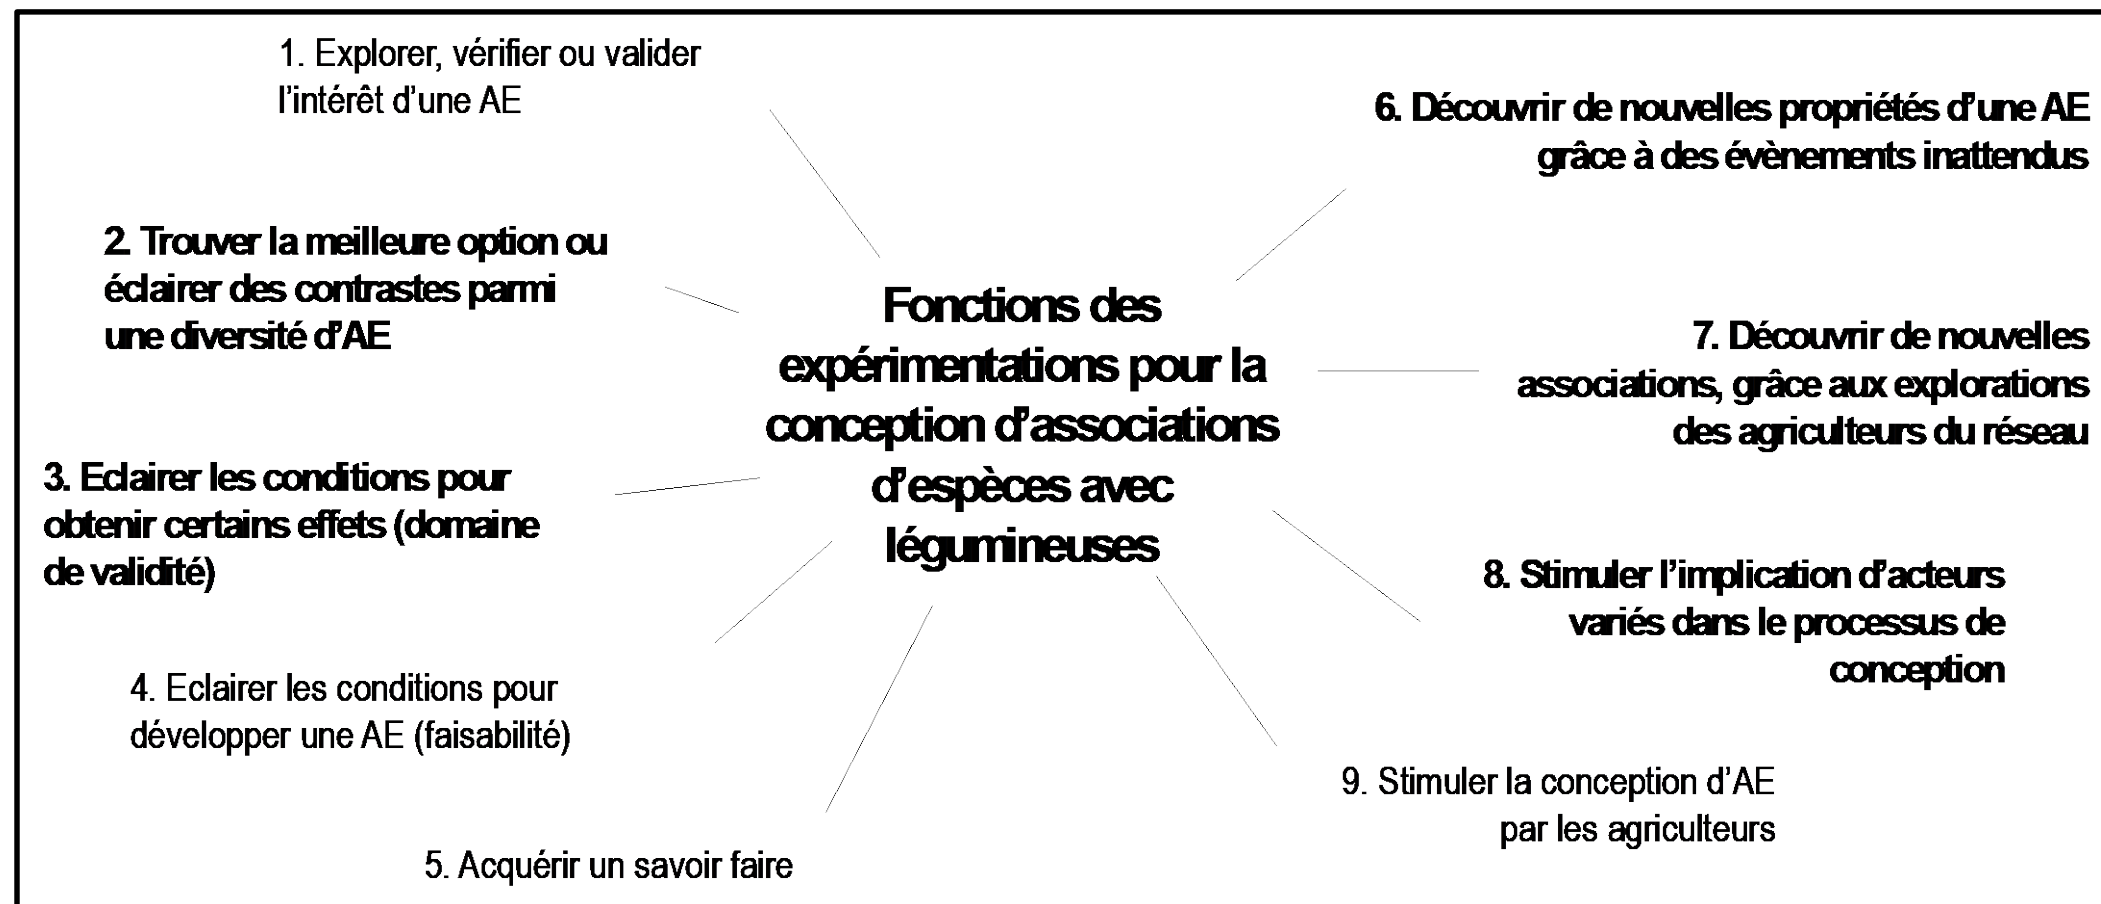 1. Explorer, vérifier ou valider
l'intérêt d'une AE
2. Trouver la meilleure option ou
éclairer des contrastes parmi
une diversité d'AE
3. Eclairer les conditions pour
obtenir certains effets (domaine
de validité)
4. Eclairer les conditions pour
développer une AE (faisabilité)
5. Acquérir un savoir faire
Fonctions des
expérimentations pour la
conception d'associations
d'espèces avec
légumineuses
6. Découvrir de nouvelles propriétés d'une AE
grâce à des évènements inattendus
7. Découvrir de nouvelles
associations, grâce aux explorations
des agriculteurs du réseau
8. Stimuler l'implication d'acteurs
variés dans le processus de
conception
9. Stimuler la conception d'AE
par les agriculteurs